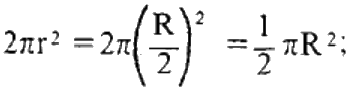 2πr² = 2π(R/2)² = 1/2 πR²;